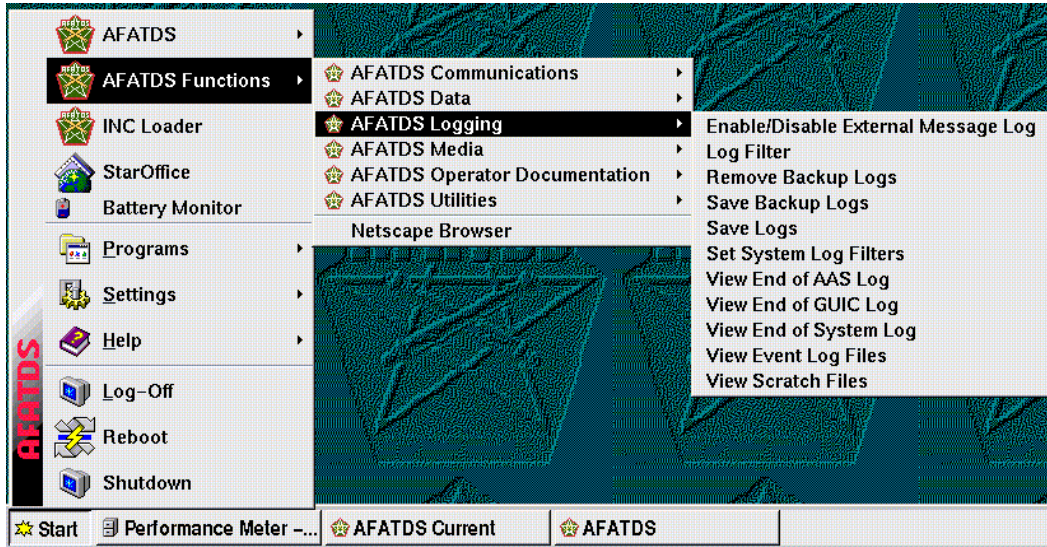 AFATDS
AFATDS Functions
INC Loader
StarOffice
Battery Monitor
Programs
Settings
Help
Log-Off
Reboot
Shutdown
AFATDS
AFATDS Communications
AFATDS Data
AFATDS Logging
AFATDS Media
AFATDS Operator Documentation
AFATDS Utilities
Netscape Browser
Enable/Disable External Message Log
Log Filter
Remove Backup Logs
Save Backup Logs
Save Logs
Set System Log Filters
View End of AAS Log
View End of GUIC Log
View End of System Log
View Event Log Files
View Scratch Files
Start
Performance Meter –...
AFATDS Current
AFATDS